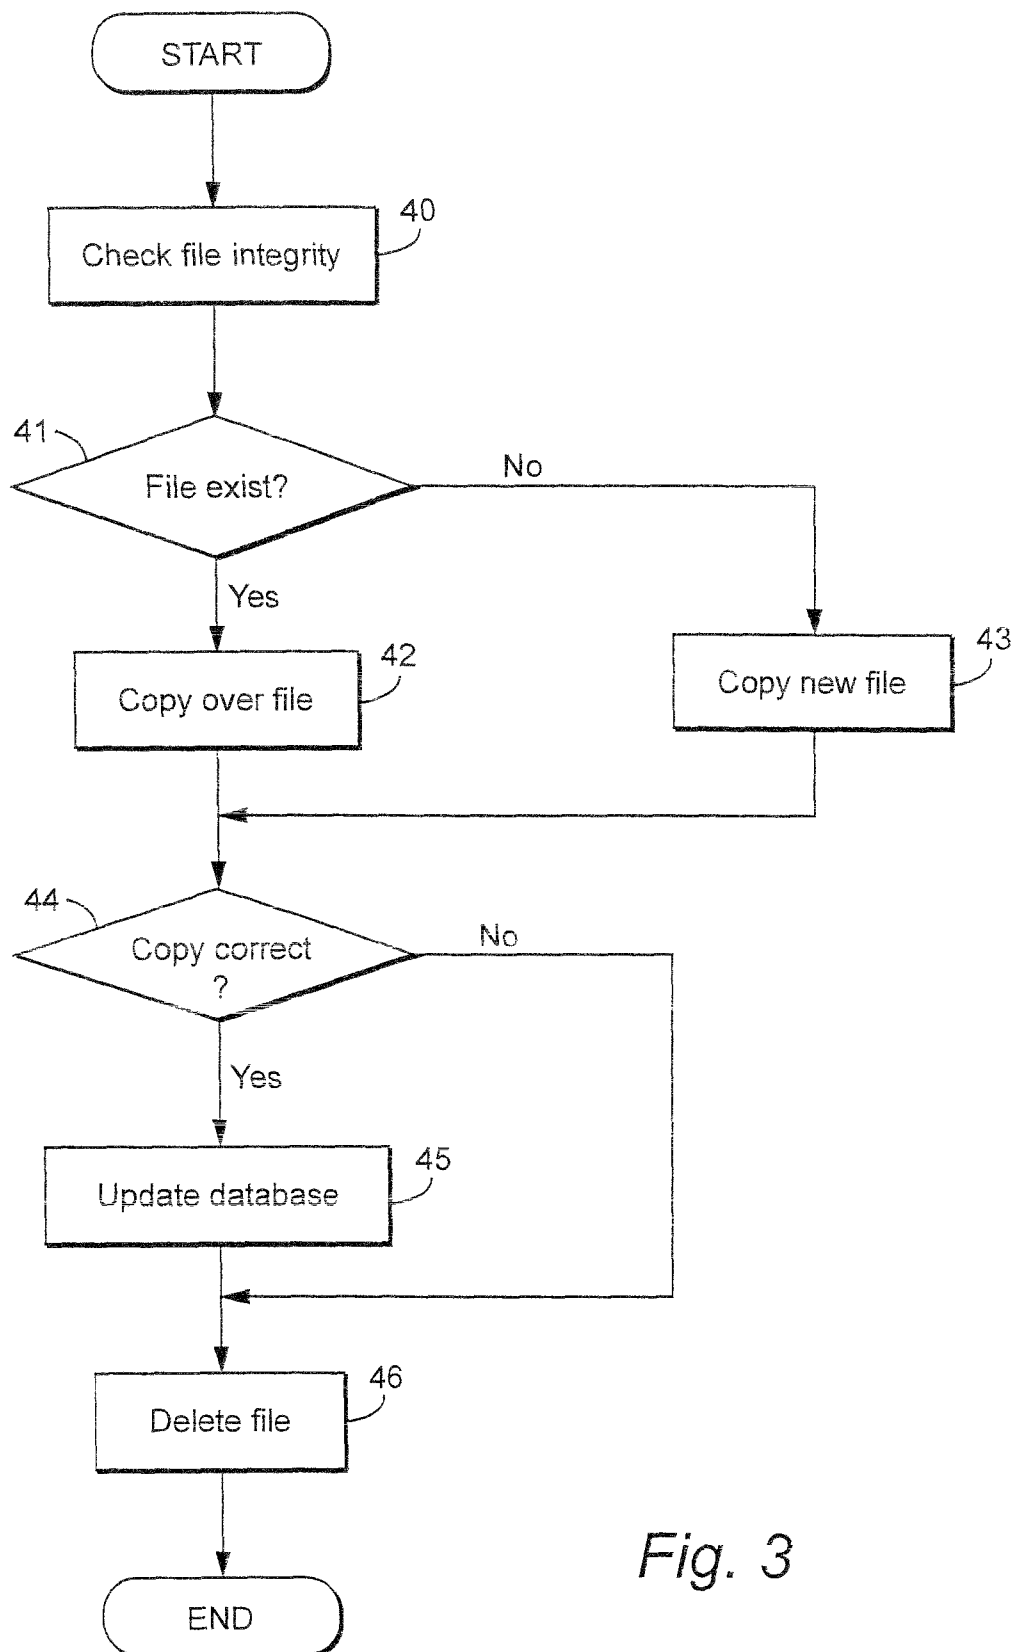 START
40
Check file integrity
41
File exist?
No
Yes
42
Copy over file
43
Copy new file
44
Copy correct
?
No
Yes
45
Update database
46
Delete file
END
Fig. 3